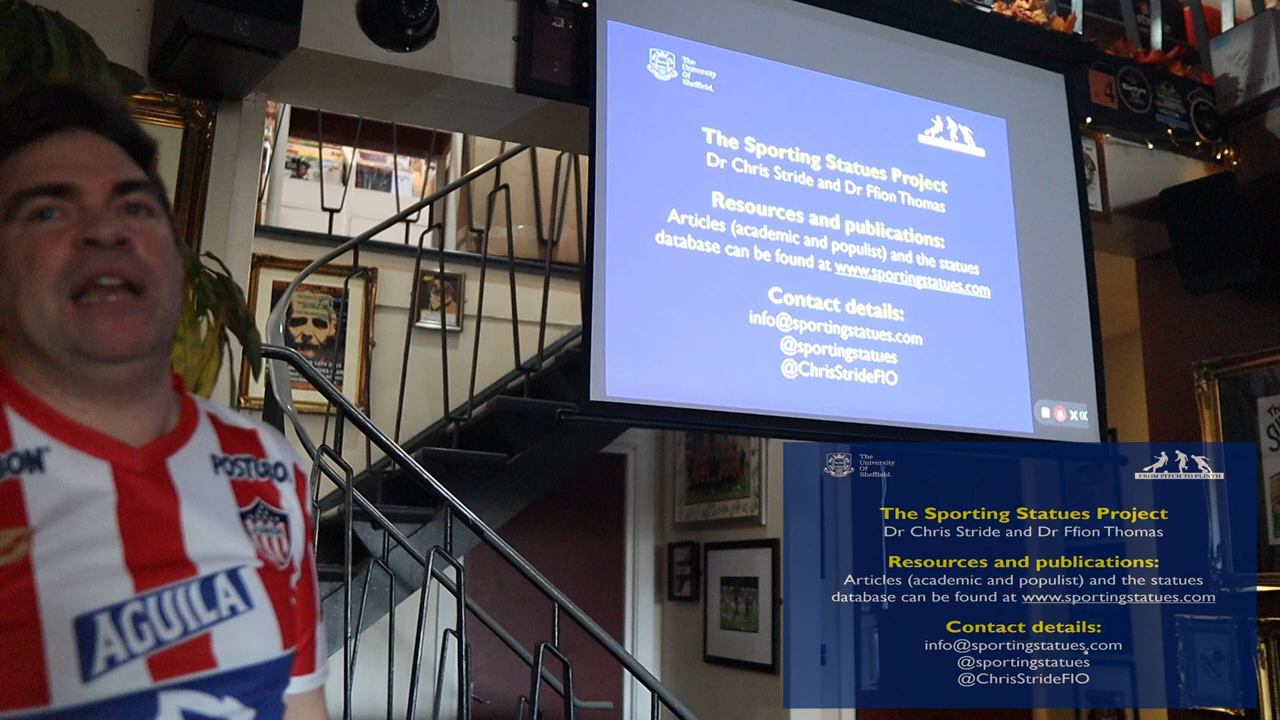 The
University
Of
Sheffield.
The Sporting Statues Project
Dr Chris Stride and Dr Ffion Thomas
Resources and publications:
Articles (academic and populist) and the statues
database can be found at www.sportingstatues.com
Contact details:
info@sportingstatues.com
@sportingstatues
@ChrisStrideFIO
4
POSTOBON
AGUILA
The
University
Of
Sheffield.
FROM PITCH TO PLINTH
The Sporting Statues Project
Dr Chris Stride and Dr Ffion Thomas
Resources and publications:
Articles (academic and populist) and the statues
database can be found at www.sportingstatues.com
Contact details:
info@sportingstatues.com
@sportingstatues
@ChrisStrideFIO